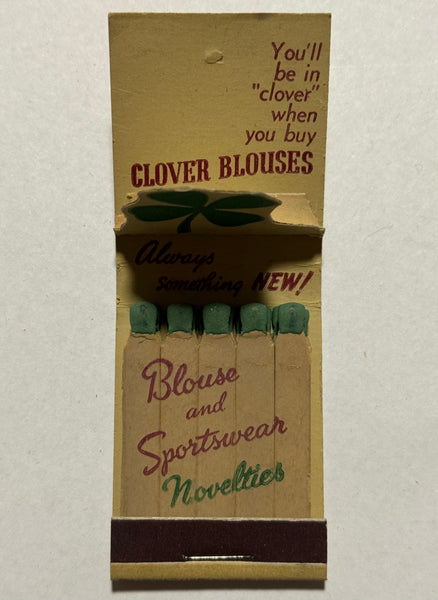 You'll
be in
"clover"
when
you buy
CLOVER BLOUSES
Always
something NEW!
Blouse
and
Sportswear
Novelties